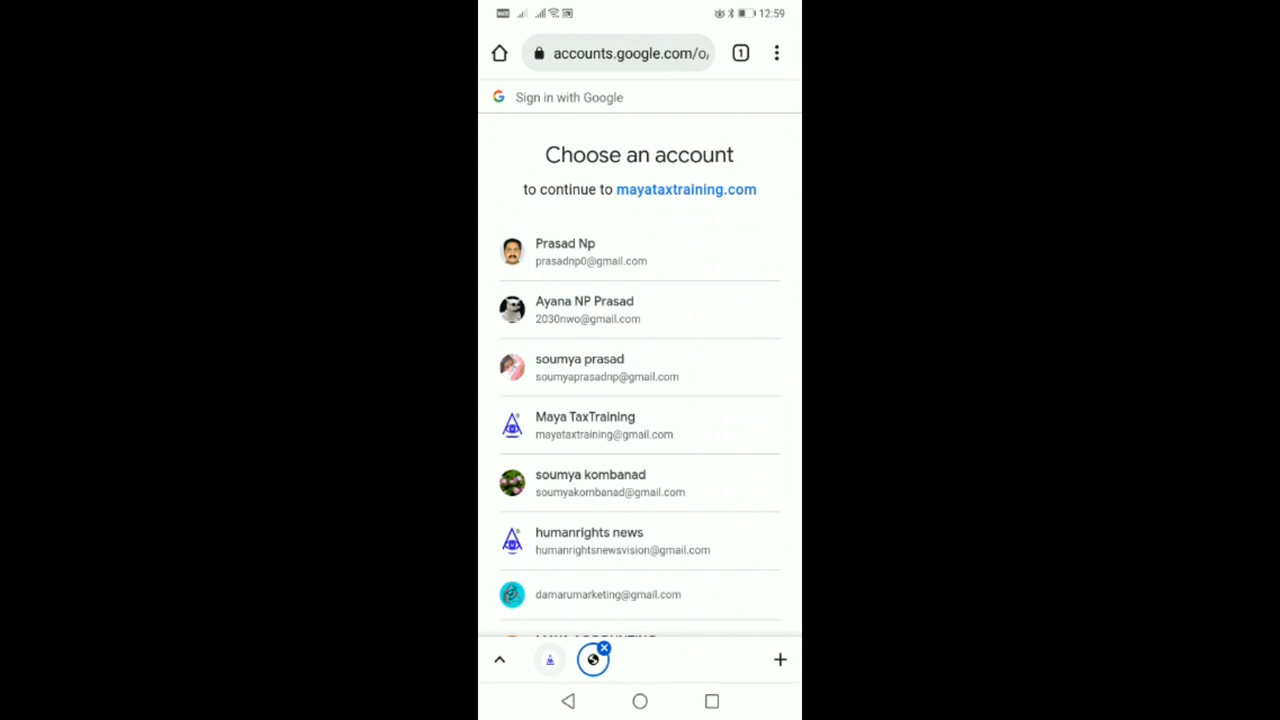 12:59
accounts.google.com/o/
1
Sign in with Google
Choose an account
to continue to mayataxtraining.com
Prasad Np
prasadnp0@gmail.com
Ayana NP Prasad
2030nwo@gmail.com
soumya prasad
soumyaprasadnp@gmail.com
Maya TaxTraining
mayataxtraining@gmail.com
soumya kombanad
soumyakombanad@gmail.com
humanrights news
humanrightsnewsvision@gmail.com
damarumarketing@gmail.com